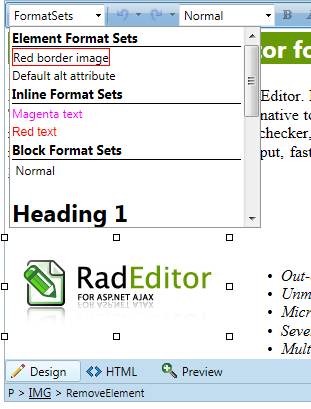 FormatSets Normal
Element Format Sets
Red border image
Default alt attribute
Inline Format Sets
Magenta text
Red text
Block Format Sets
Normal
Heading 1
tor fo
Editor.
native to
checker,
put, fast
RadEditor
FOR ASP.NET AJAX
Out-
Unm
Micr
Seve
Mult
Design HTML Preview
P > IMG > RemoveElement